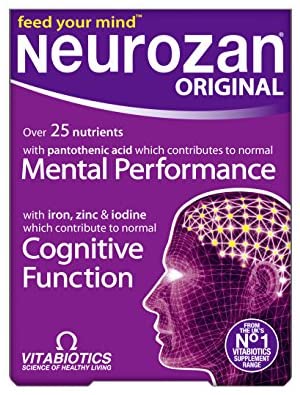 feed your mind™
Neurozan®
ORIGINAL
Over 25 nutrients
with pantothenic acid which contributes to normal
Mental Performance
with iron, zinc & iodine
which contribute to normal
Cognitive
Function
FROM
THE UK'S
No1
VITABIOTICS
SUPPLEMENT
RANGE
VITABIOTICS
SCIENCE OF HEALTHY LIVING